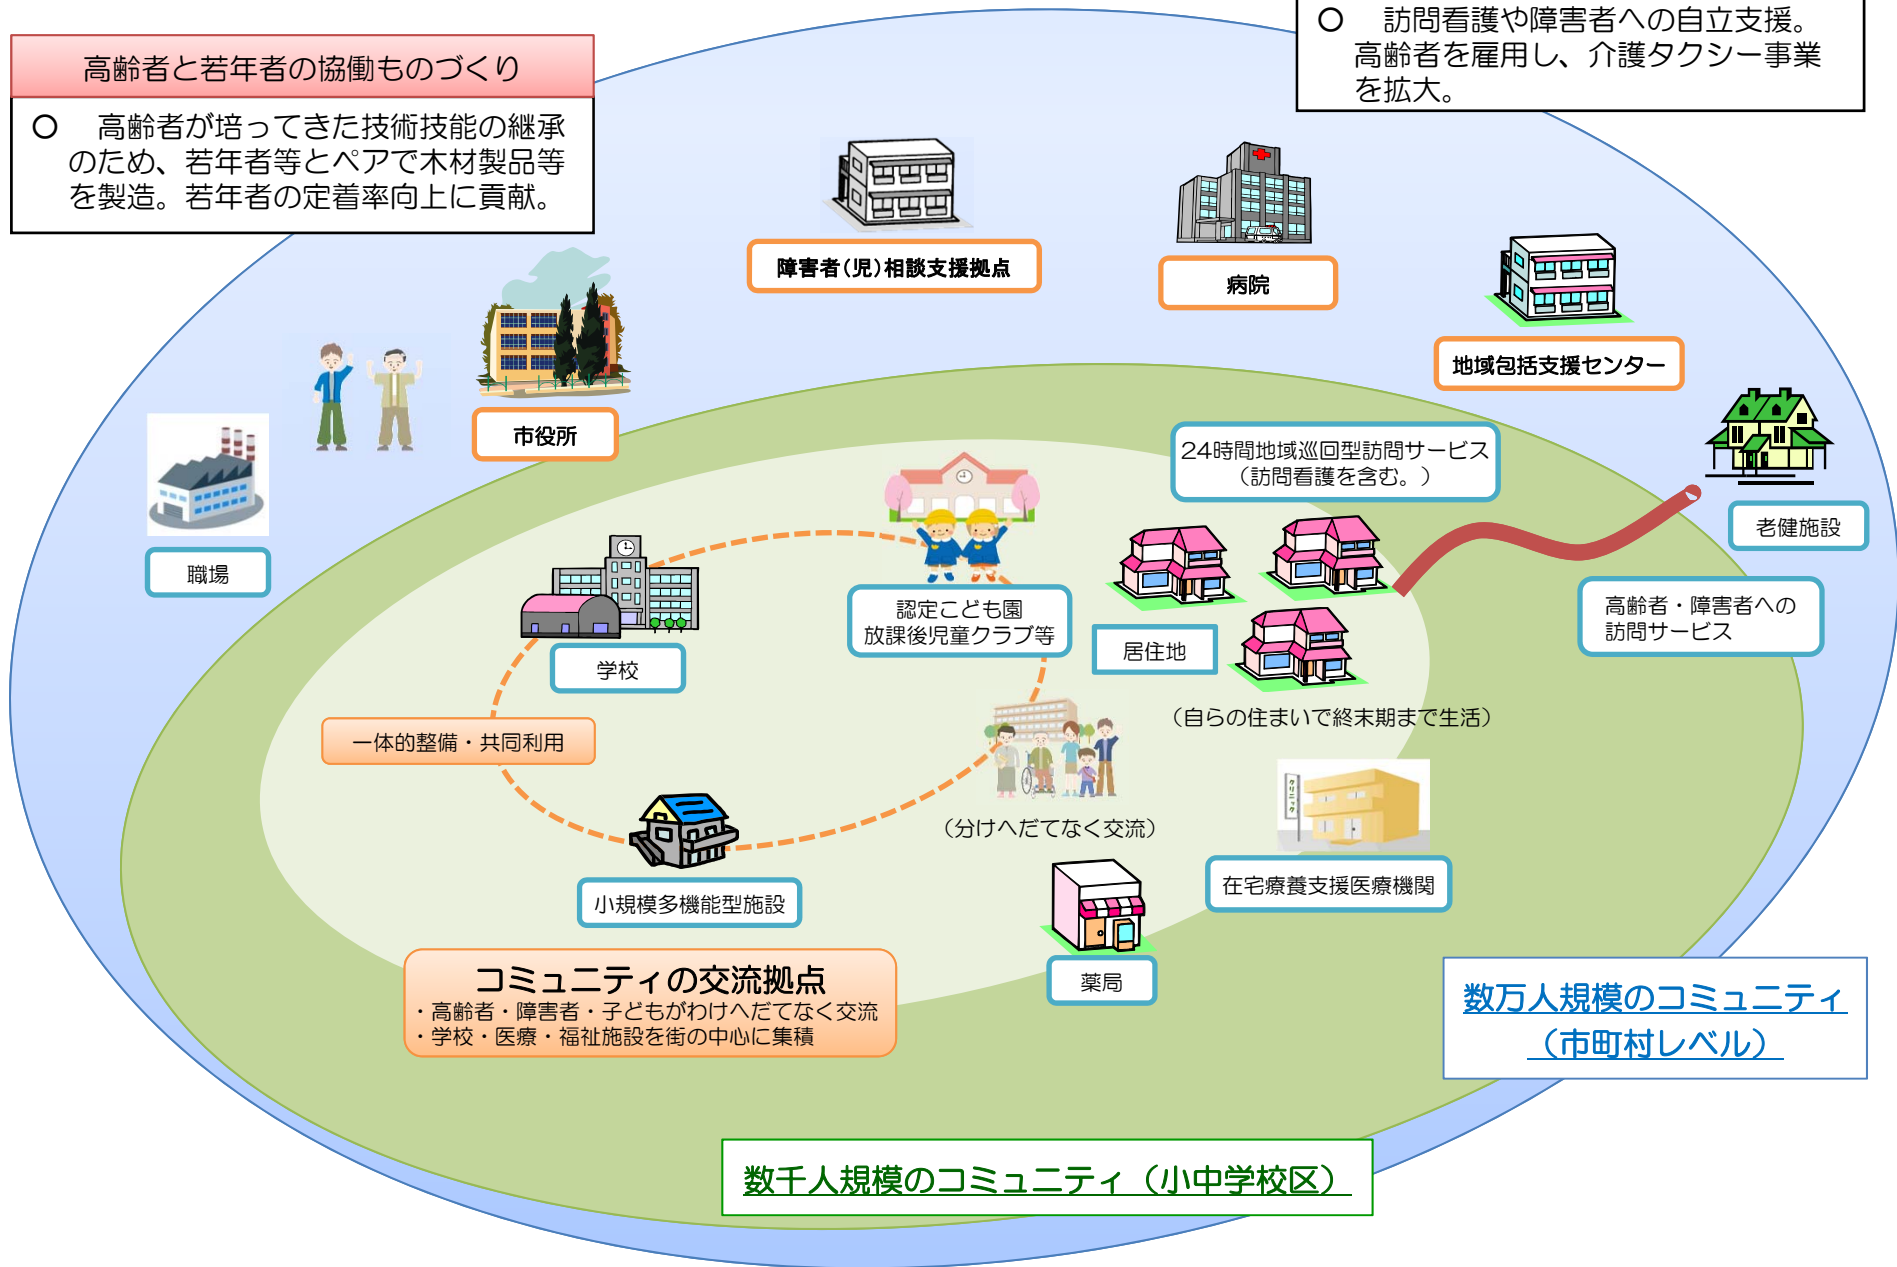 高齢者と若年者の協働ものづくり
○ 高齢者が培ってきた技術技能の継承
のため、若年者等とペアで木材製品等
を製造。若年者の定着率向上に貢献。
○ 訪問看護や障害者への自立支援。
高齢者を雇用し、介護タクシー事業
を拡大。
障害者(児)相談支援拠点
病院
地域包括支援センター
市役所
職場
24時間地域巡回型訪問サービス
(訪問看護を含む。)
老健施設
高齢者・障害者への
訪問サービス
認定こども園
放課後児童クラブ等
学校
居住地
(自らの住まいで終末期まで生活)
一体的整備・共同利用
(分けへだてなく交流)
クリニック
小規模多機能型施設
在宅療養支援医療機関
薬局
コミュニティの交流拠点
・高齢者・障害者・子どもがわけへだてなく交流
・学校・医療・福祉施設を街の中心に集積
数万人規模のコミュニティ
(市町村レベル)
数千人規模のコミュニティ(小中学校区)